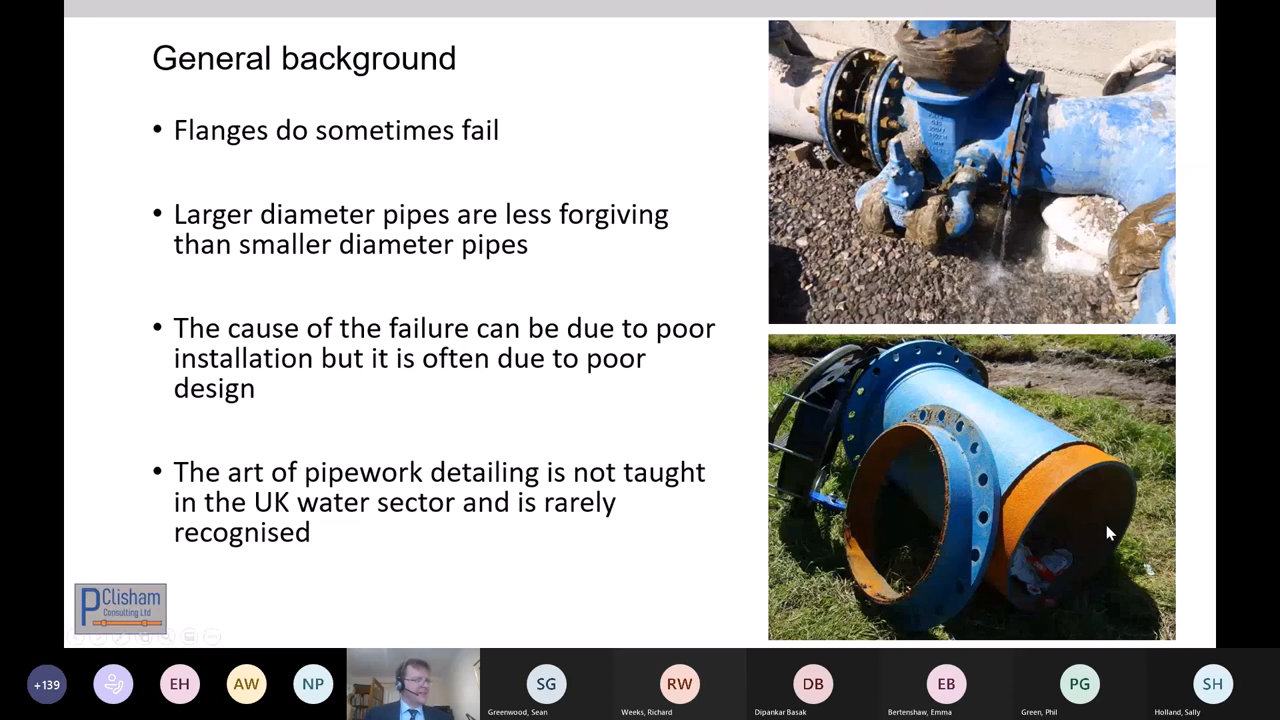 General background
• Flanges do sometimes fail
• Larger diameter pipes are less forgiving
than smaller diameter pipes
• The cause of the failure can be due to poor
installation but it is often due to poor
design
• The art of pipework detailing is not taught
in the UK water sector and is rarely
recognised
PClisham
Consulting Ltd
+139
EH
AW
NP
SG
Greenwood, Sean
RW
Weeks, Richard
DB
Dipankar Basak
EB
Bertenshaw, Emma
PG
Green, Phil
SH
Holland, Sally